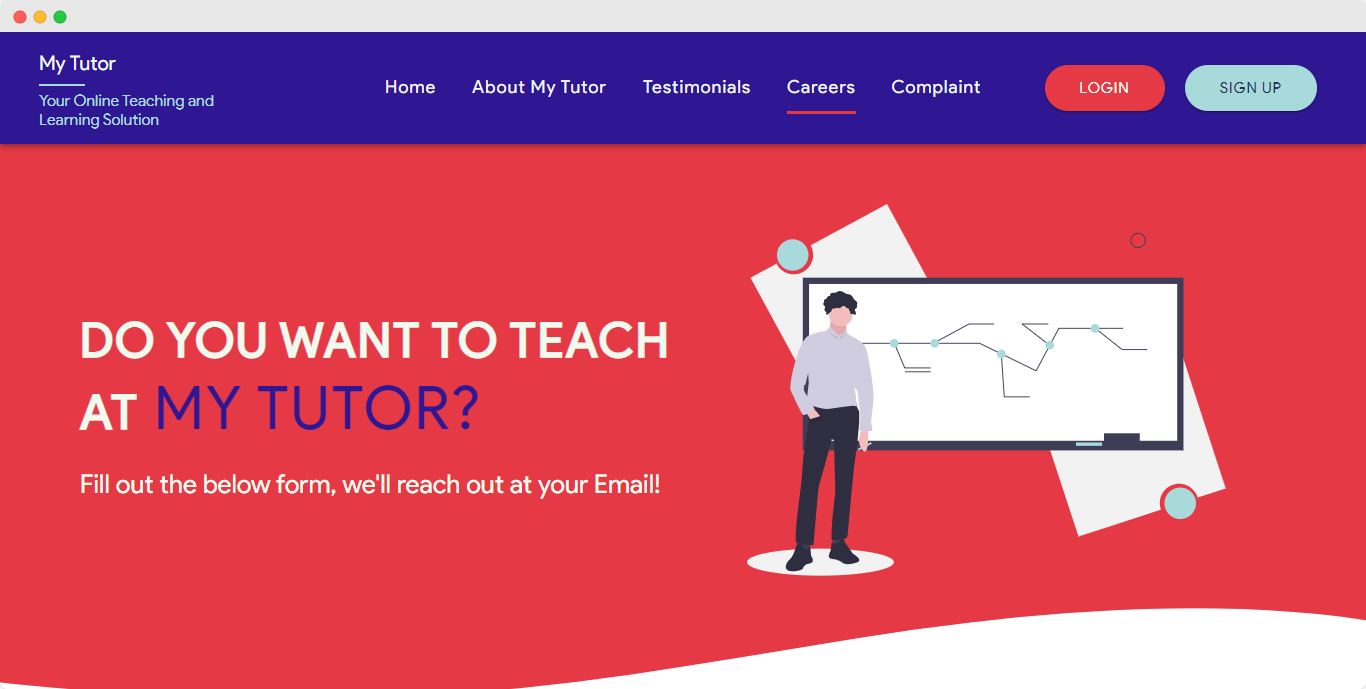 My Tutor
Your Online Teaching and
Learning Solution
Home
About My Tutor
Testimonials
Careers
Complaint
LOGIN
SIGN UP
DO YOU WANT TO TEACH
AT MY TUTOR?
Fill out the below form, we'll reach out at your Email!